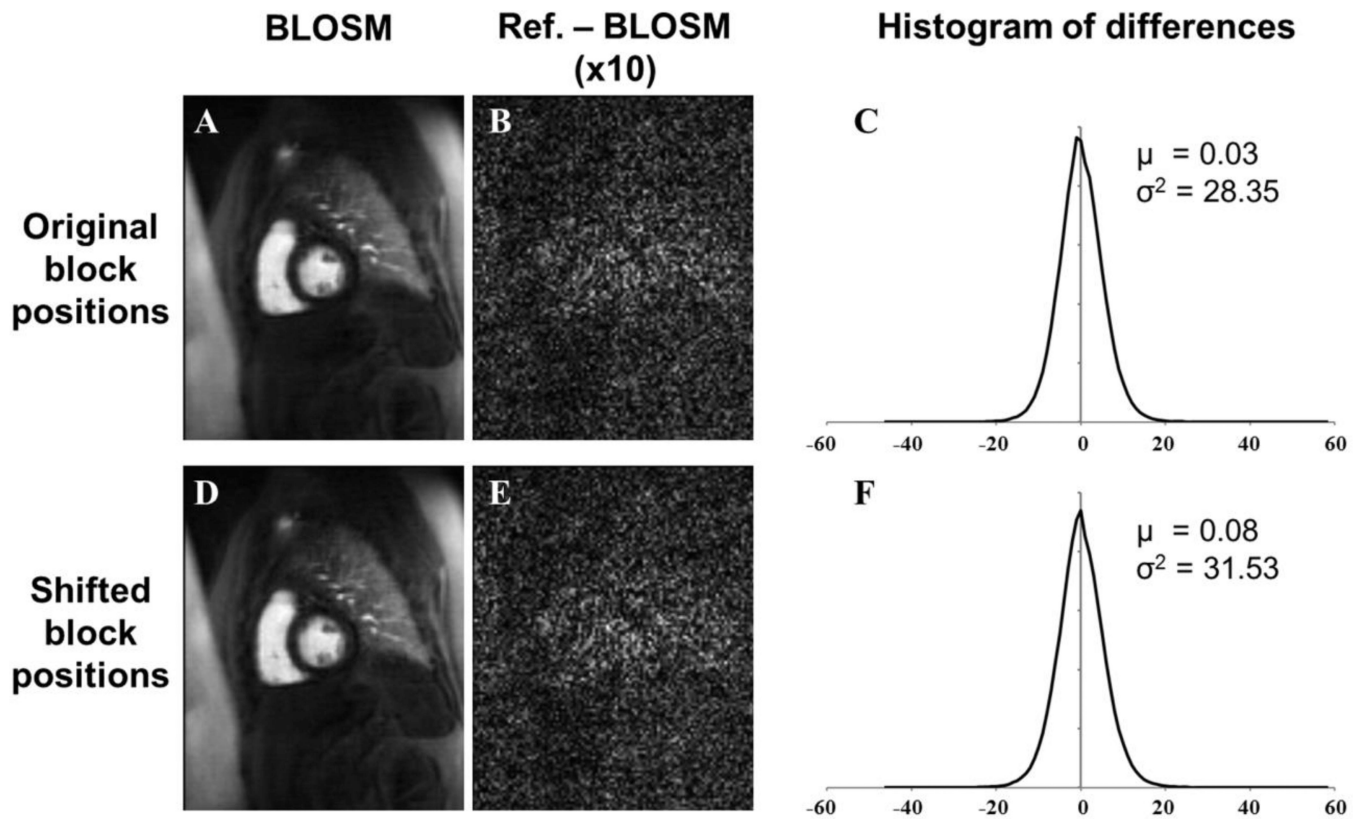 BLOSM
Ref. – BLOSM
(x10)
Histogram of differences
Original
block
positions
A
B
C
μ = 0.03
σ² = 28.35
-60 -40 -20 0 20 40 60
Shifted
block
positions
D
E
F
μ = 0.08
σ² = 31.53
-60 -40 -20 0 20 40 60